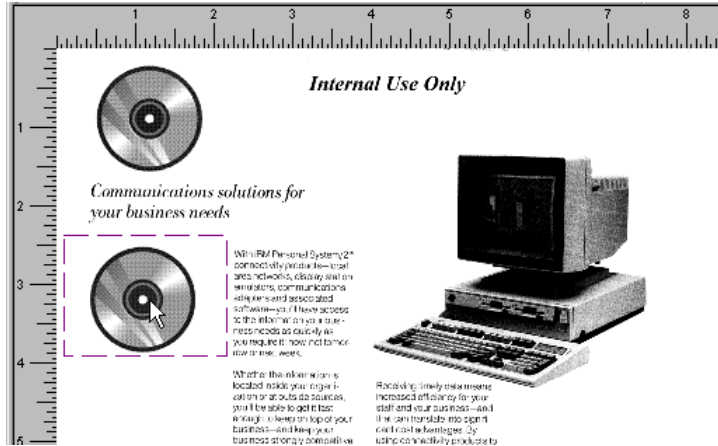 1 2 3 4 5 6 7 8
Internal Use Only
1
Communications solutions for
your business needs
2
With IBM Personal System/2™
connectivity products—local
area networks, display station
emulators, communications
adapters and associated
software—you'll have access
to the information your busi-
ness needs as quickly as
you require it: now, not tomor-
row or next week.
3
4
Whether the information is
located inside your organi-
zation or at outside sources,
you'll be able to get it fast
enough to keep on top of your
business—and keep your
business strongly competitive
Receiving timely data means
increased efficiency for your
staff and your business—and
that can translate into signifi-
cant cost advantages. By
using connectivity products to
5